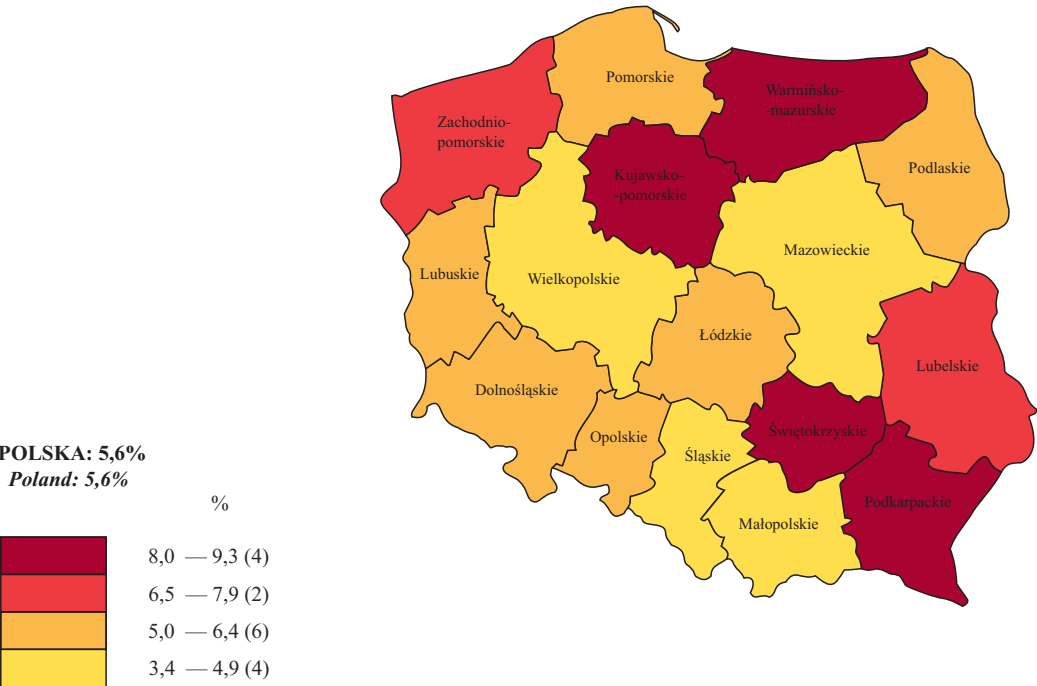 Pomorskie
Warmińsko-
-mazurskie
Zachodnio-
pomorskie
Podlaskie
Kujawsko-
-pomorskie
Mazowieckie
Lubuskie
Wielkopolskie
Łódzkie
Lubelskie
Dolnośląskie
Opolskie
Świętokrzyskie
Śląskie
Podkarpackie
Małopolskie
POLSKA: 5,6%
Poland: 5,6%
%
8,0 — 9,3 (4)
6,5 — 7,9 (2)
5,0 — 6,4 (6)
3,4 — 4,9 (4)